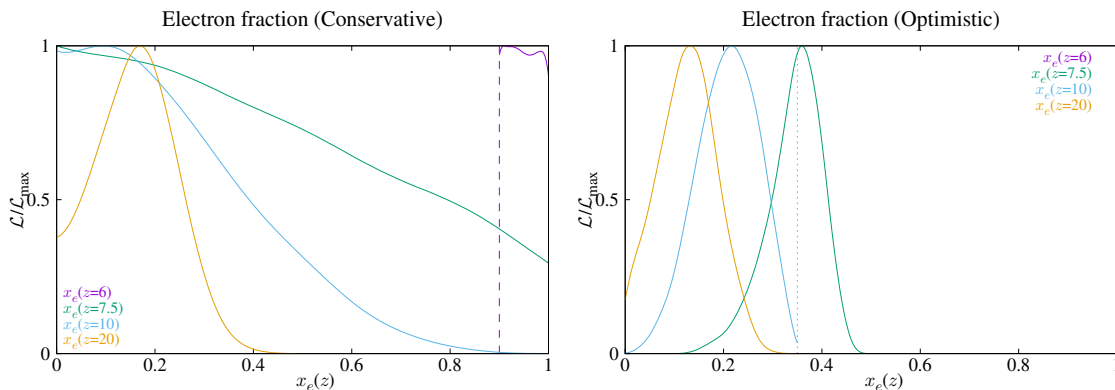 Electron fraction (Conservative)
1
0.5
0
ℒ/ℒmax
x_e(z=6)
x_e(z=7.5)
x_e(z=10)
x_e(z=20)
0 0.2 0.4 0.6 0.8 1
x_e(z)
Electron fraction (Optimistic)
1
0.5
0
ℒ/ℒmax
x_e(z=6)
x_e(z=7.5)
x_e(z=10)
x_e(z=20)
0 0.2 0.4 0.6 0.8 1
x_e(z)